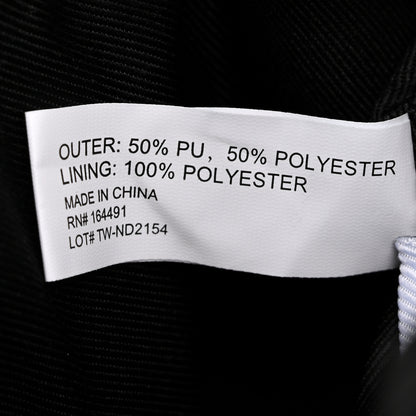 OUTER: 50% PU, 50% POLYESTER
LINING: 100% POLYESTER
MADE IN CHINA
RN# 164491
LOT# TW-ND2154